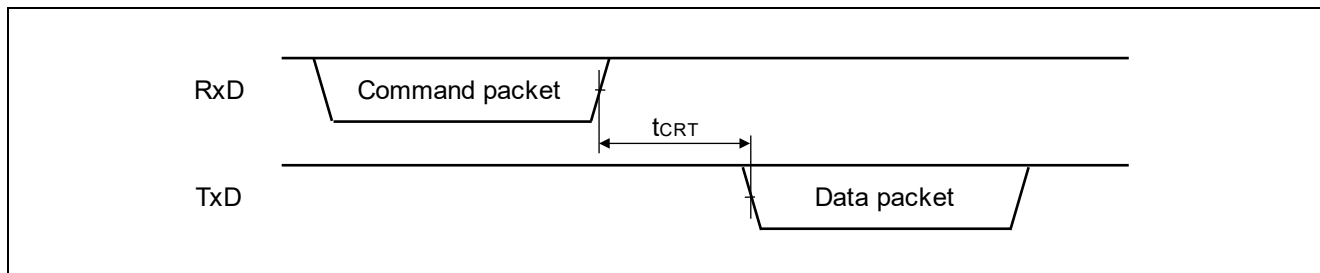 RxD
Command packet
tCRT
TxD
Data packet